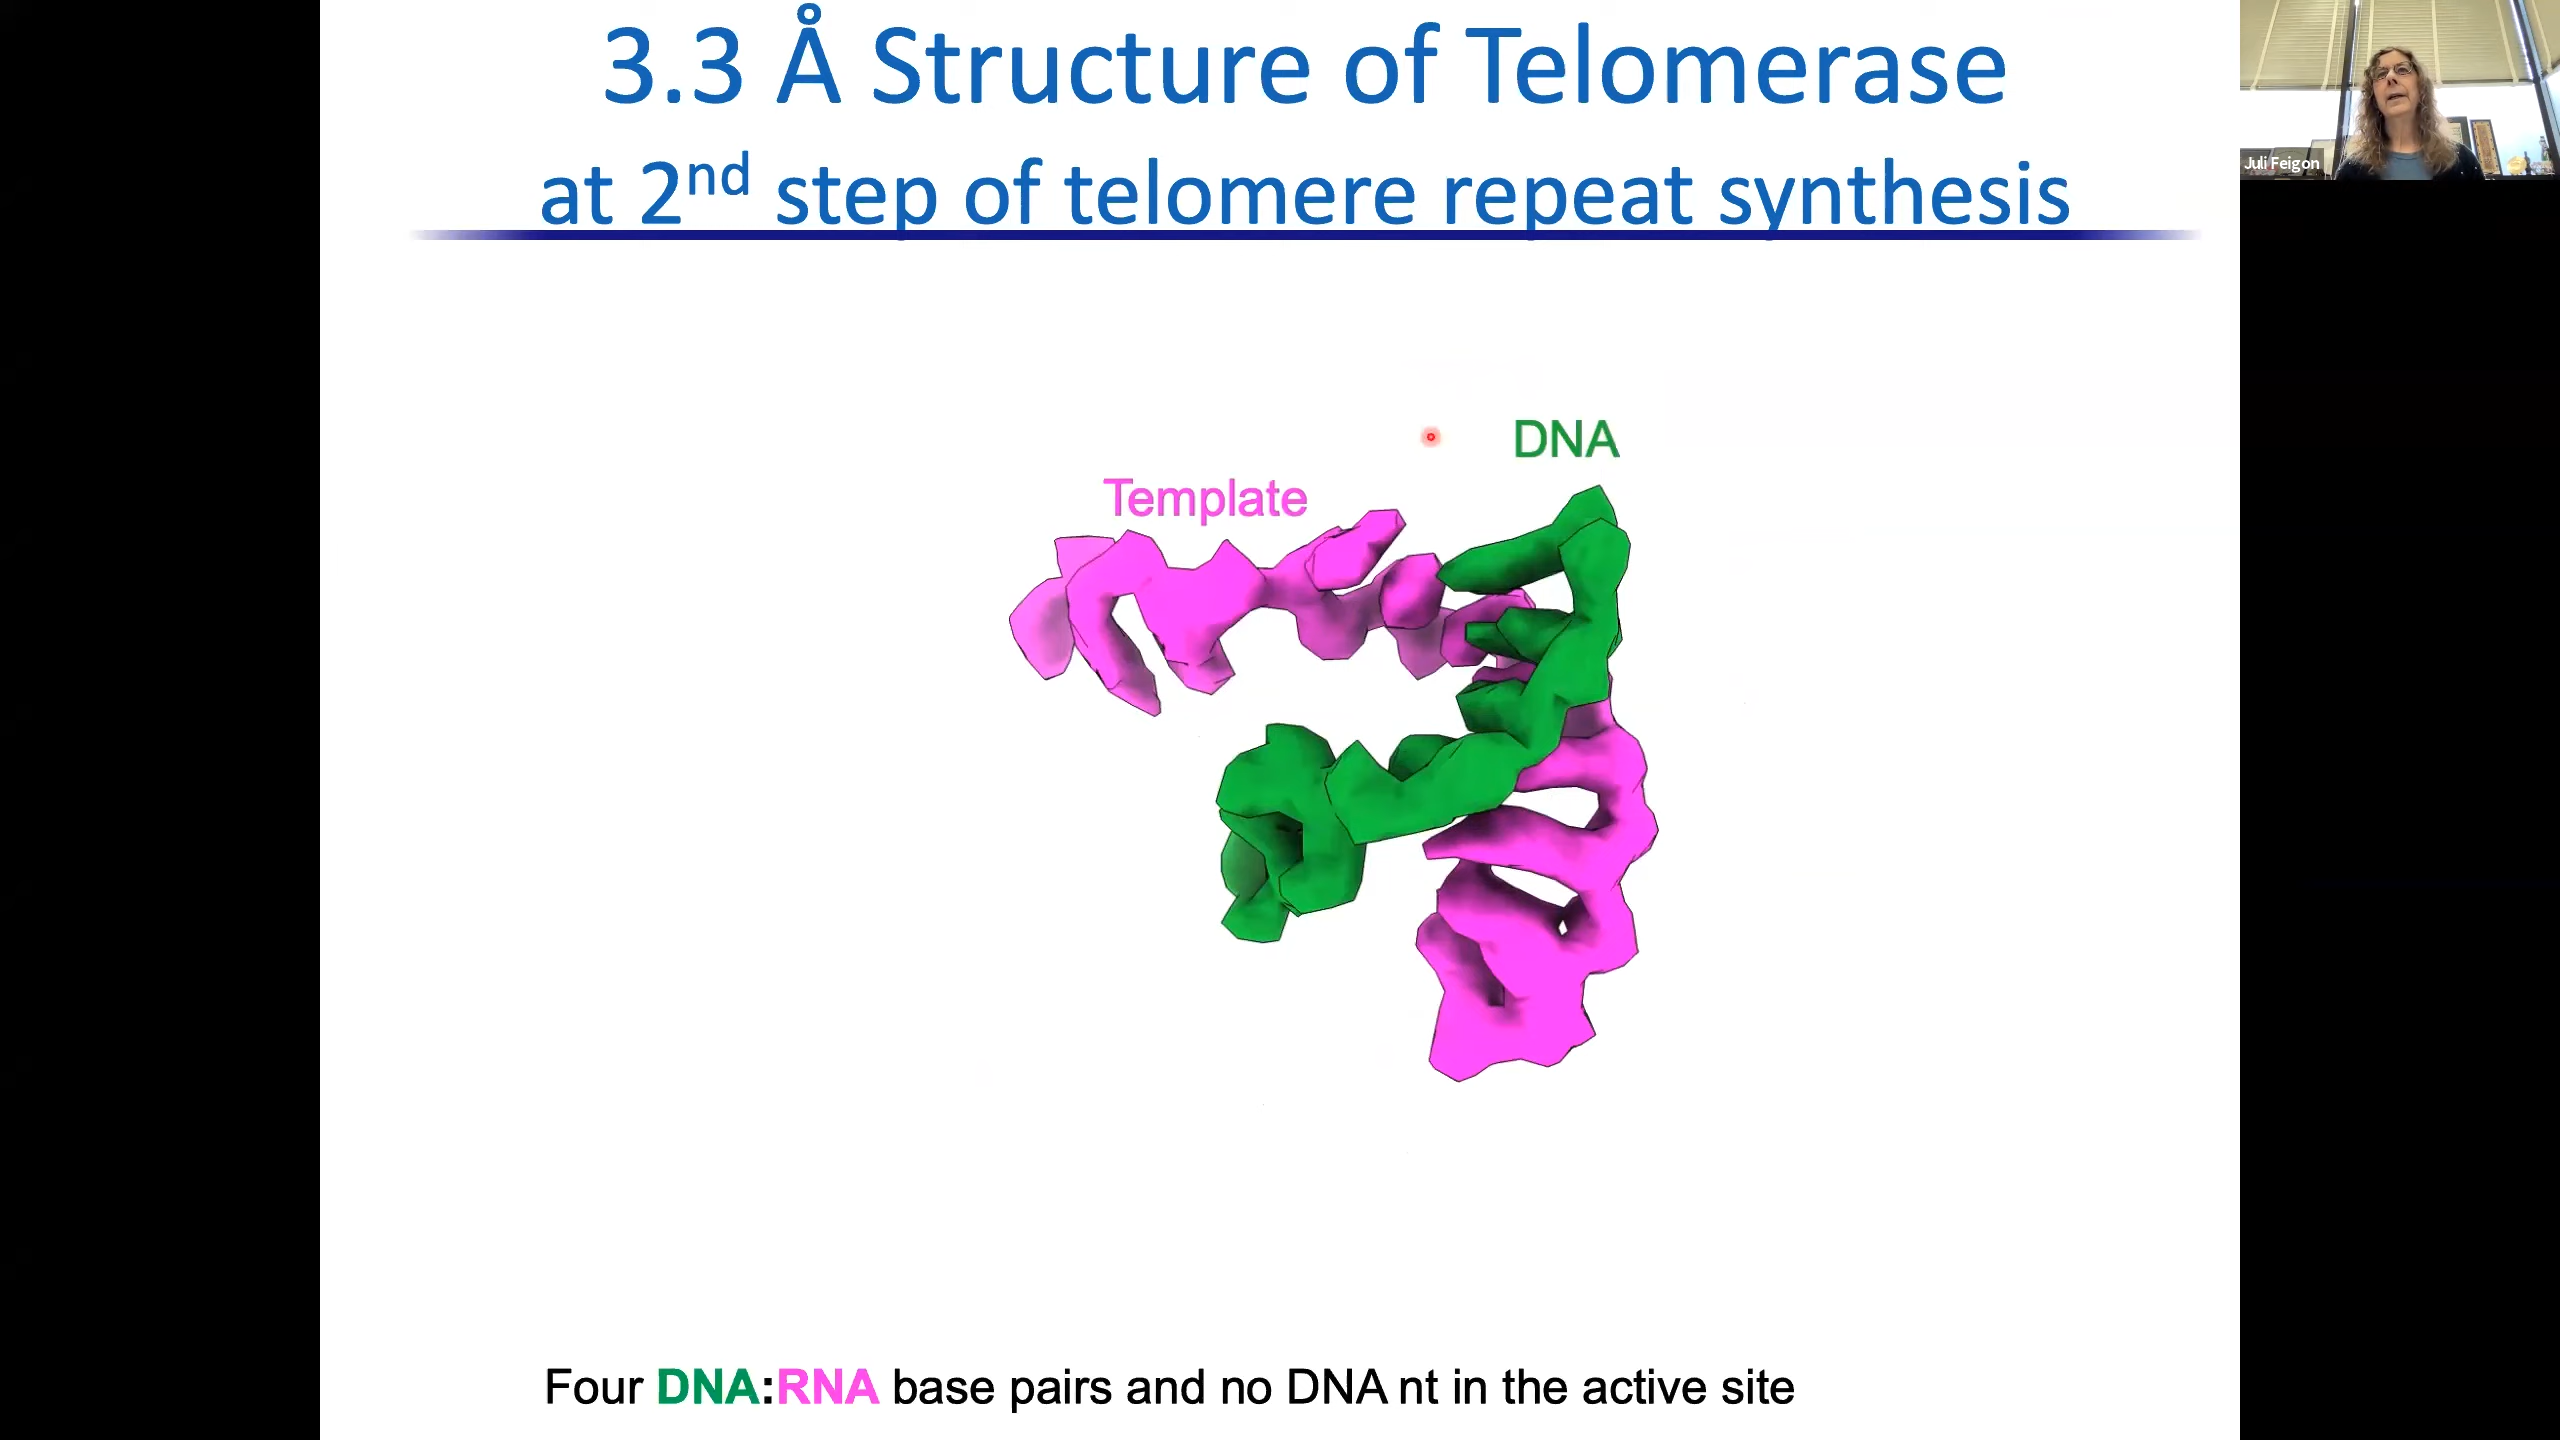 3.3 Å Structure of Telomerase
at 2nd step of telomere repeat synthesis
Juli Feigon
DNA
Template
Four DNA:RNA base pairs and no DNA nt in the active site